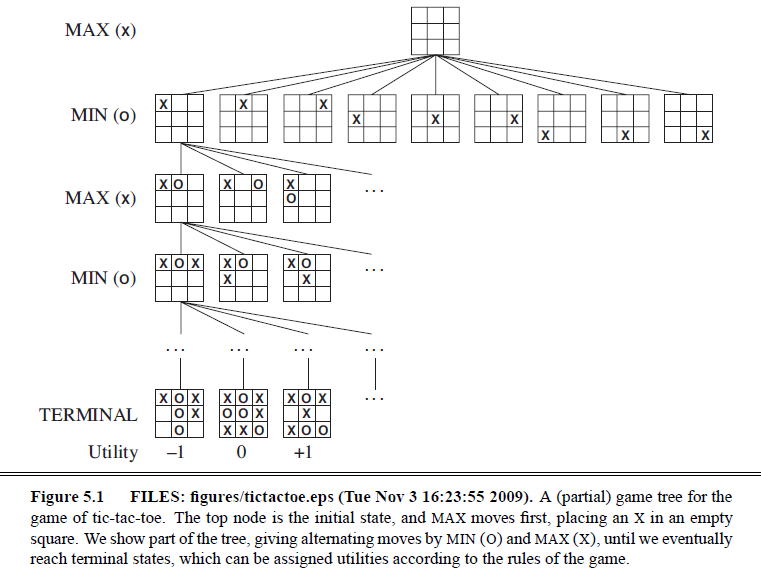 MAX (X)
X X X
MIN (O) X X X
X X X
X O X O X
MAX (X) O ...
X O X X O X O
MIN (O) X X ...
... ... ... ...
X O X X O X X O X ...
TERMINAL O X O O X X
O X X O X O O
Utility –1 0 +1
Figure 5.1 FILES: figures/tictactoe.eps (Tue Nov 3 16:23:55 2009). A (partial) game tree for the
game of tic-tac-toe. The top node is the initial state, and MAX moves first, placing an X in an empty
square. We show part of the tree, giving alternating moves by MIN (O) and MAX (X), until we eventually
reach terminal states, which can be assigned utilities according to the rules of the game.